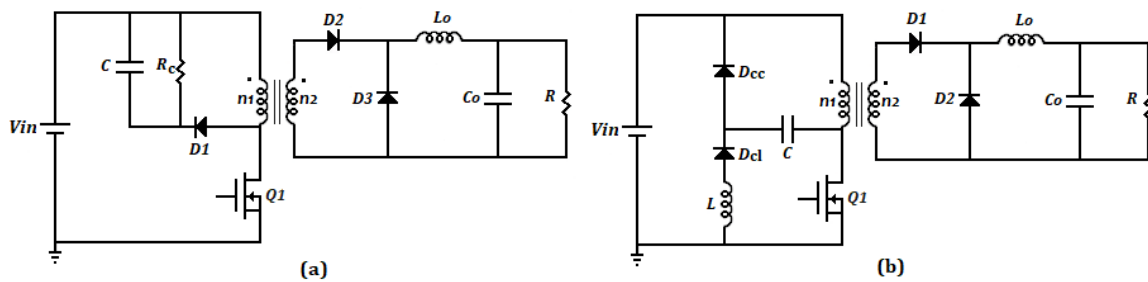 Vin
C
Rc
D1
n1
n2
Q1
D2
D3
Lo
Co
R
(a)
Vin
Dcc
Dcl
L
C
n1
n2
Q1
D1
D2
Lo
Co
R
(b)